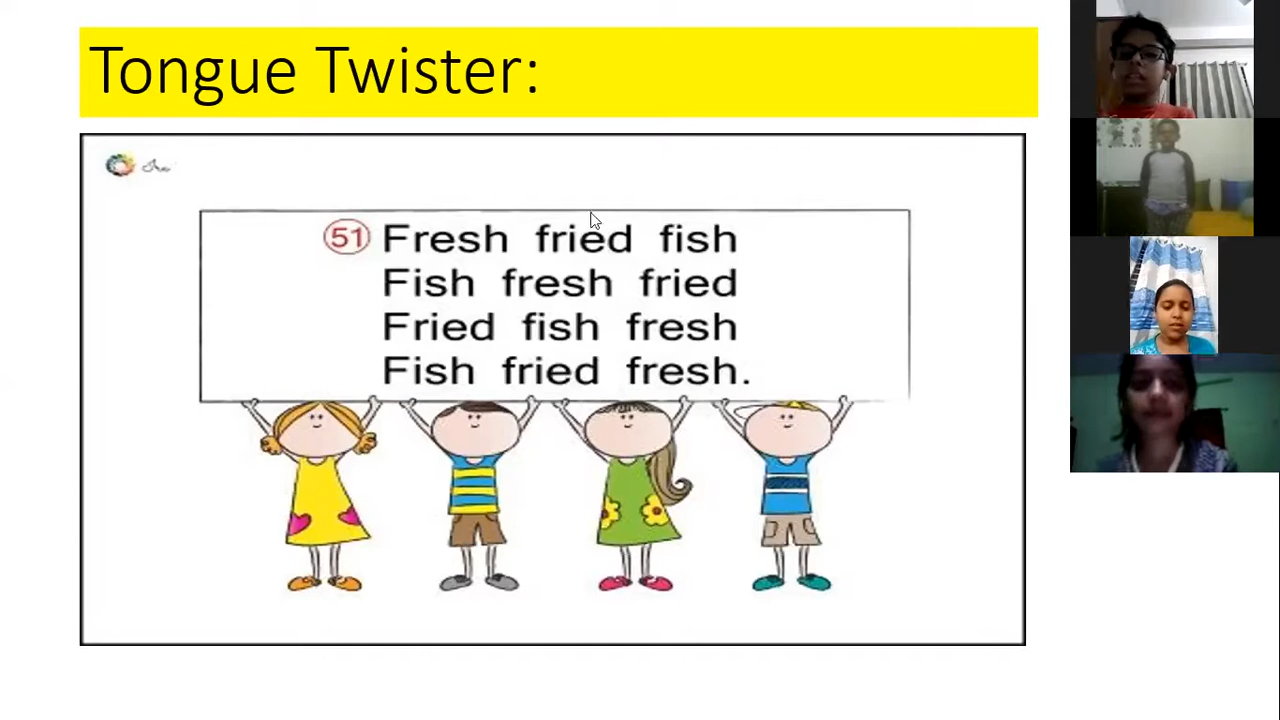 Tongue Twister:
51 Fresh fried fish
Fish fresh fried
Fried fish fresh
Fish fried fresh.